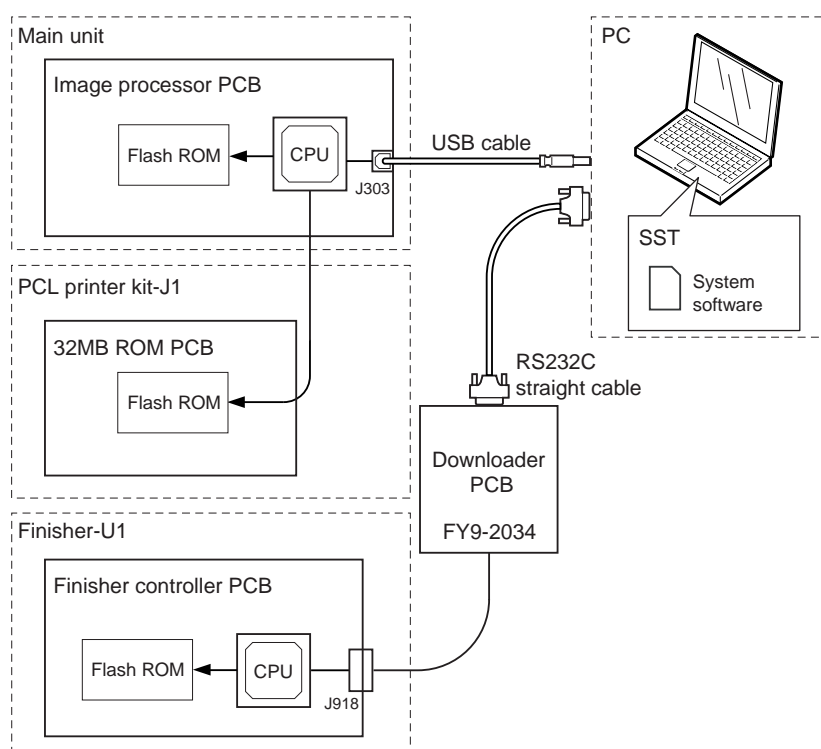 Main unit
Image processor PCB
Flash ROM
CPU
J303
USB cable
PC
SST
System
software
PCL printer kit-J1
32MB ROM PCB
Flash ROM
RS232C
straight cable
Downloader
PCB
FY9-2034
Finisher-U1
Finisher controller PCB
Flash ROM
CPU
J918